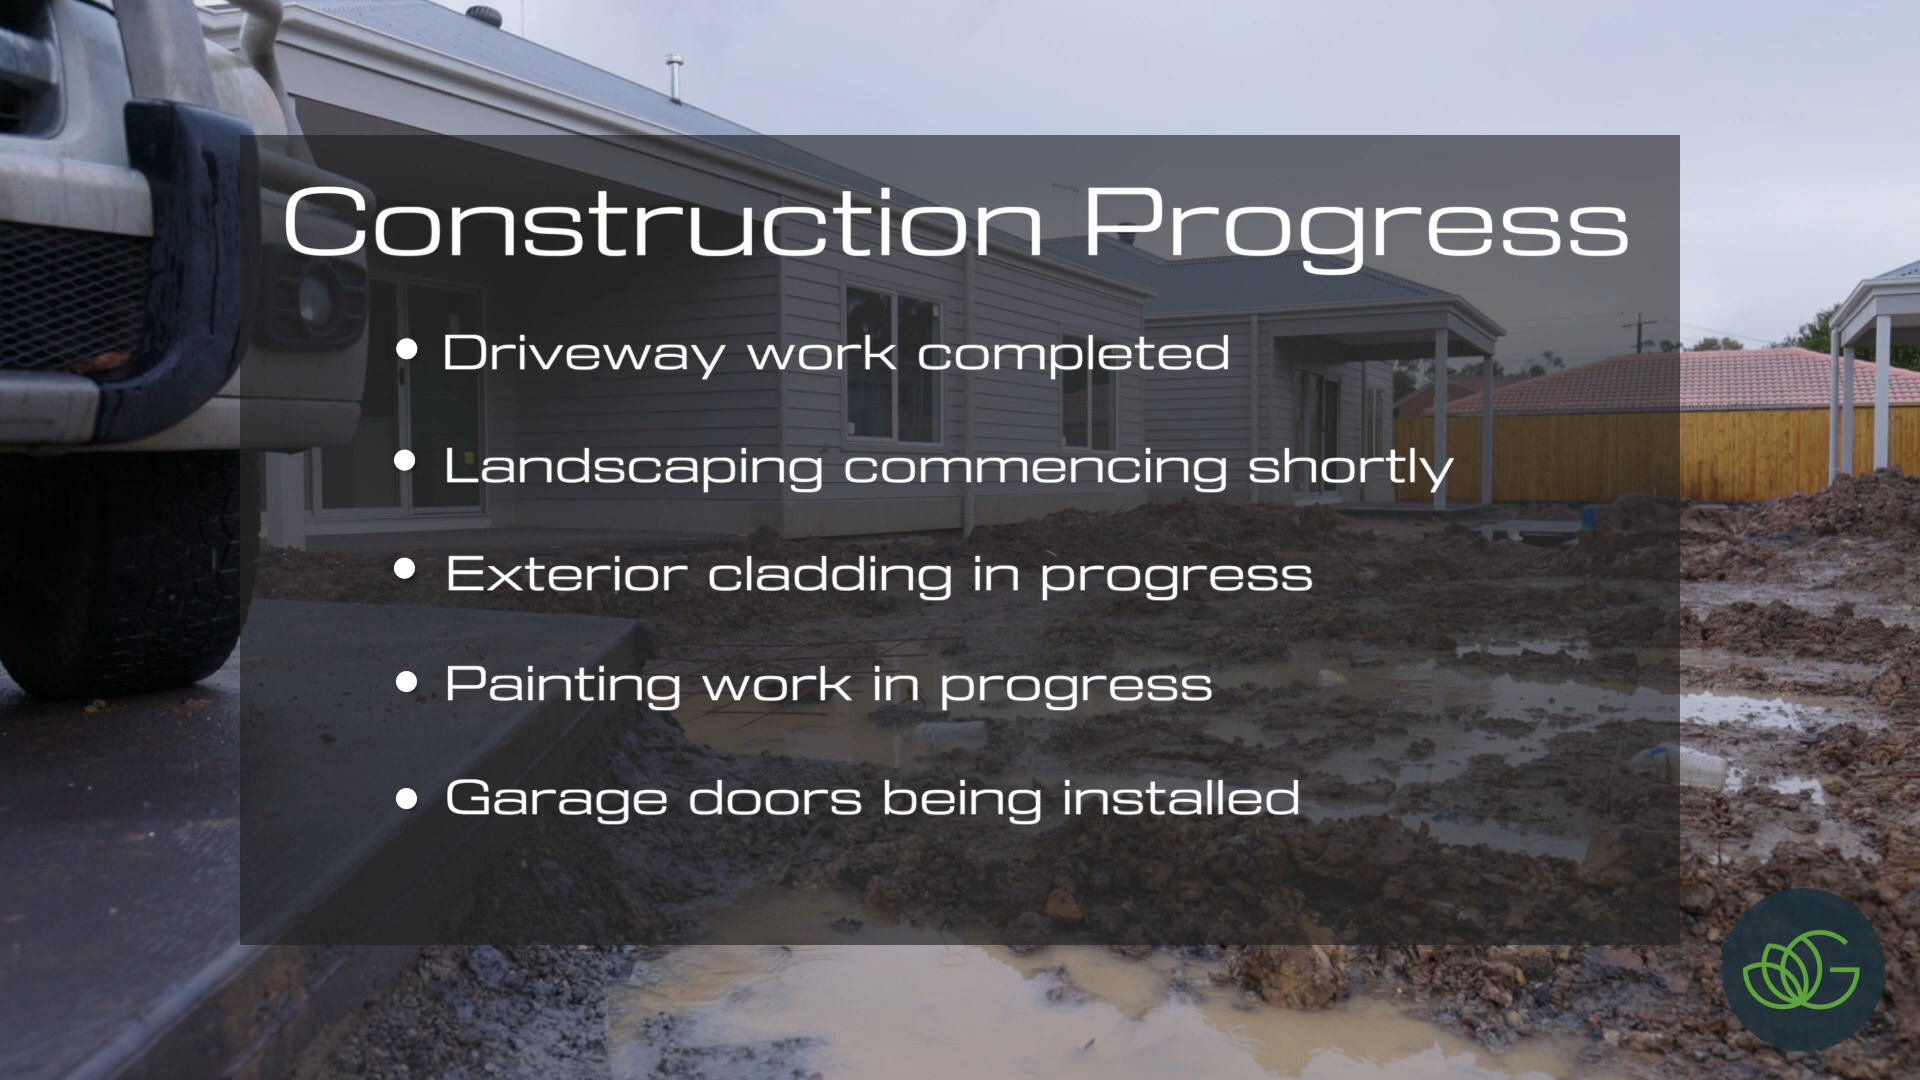 Construction Progress
Driveway work completed
Landscaping commencing shortly
Exterior cladding in progress
Painting work in progress
Garage doors being installed